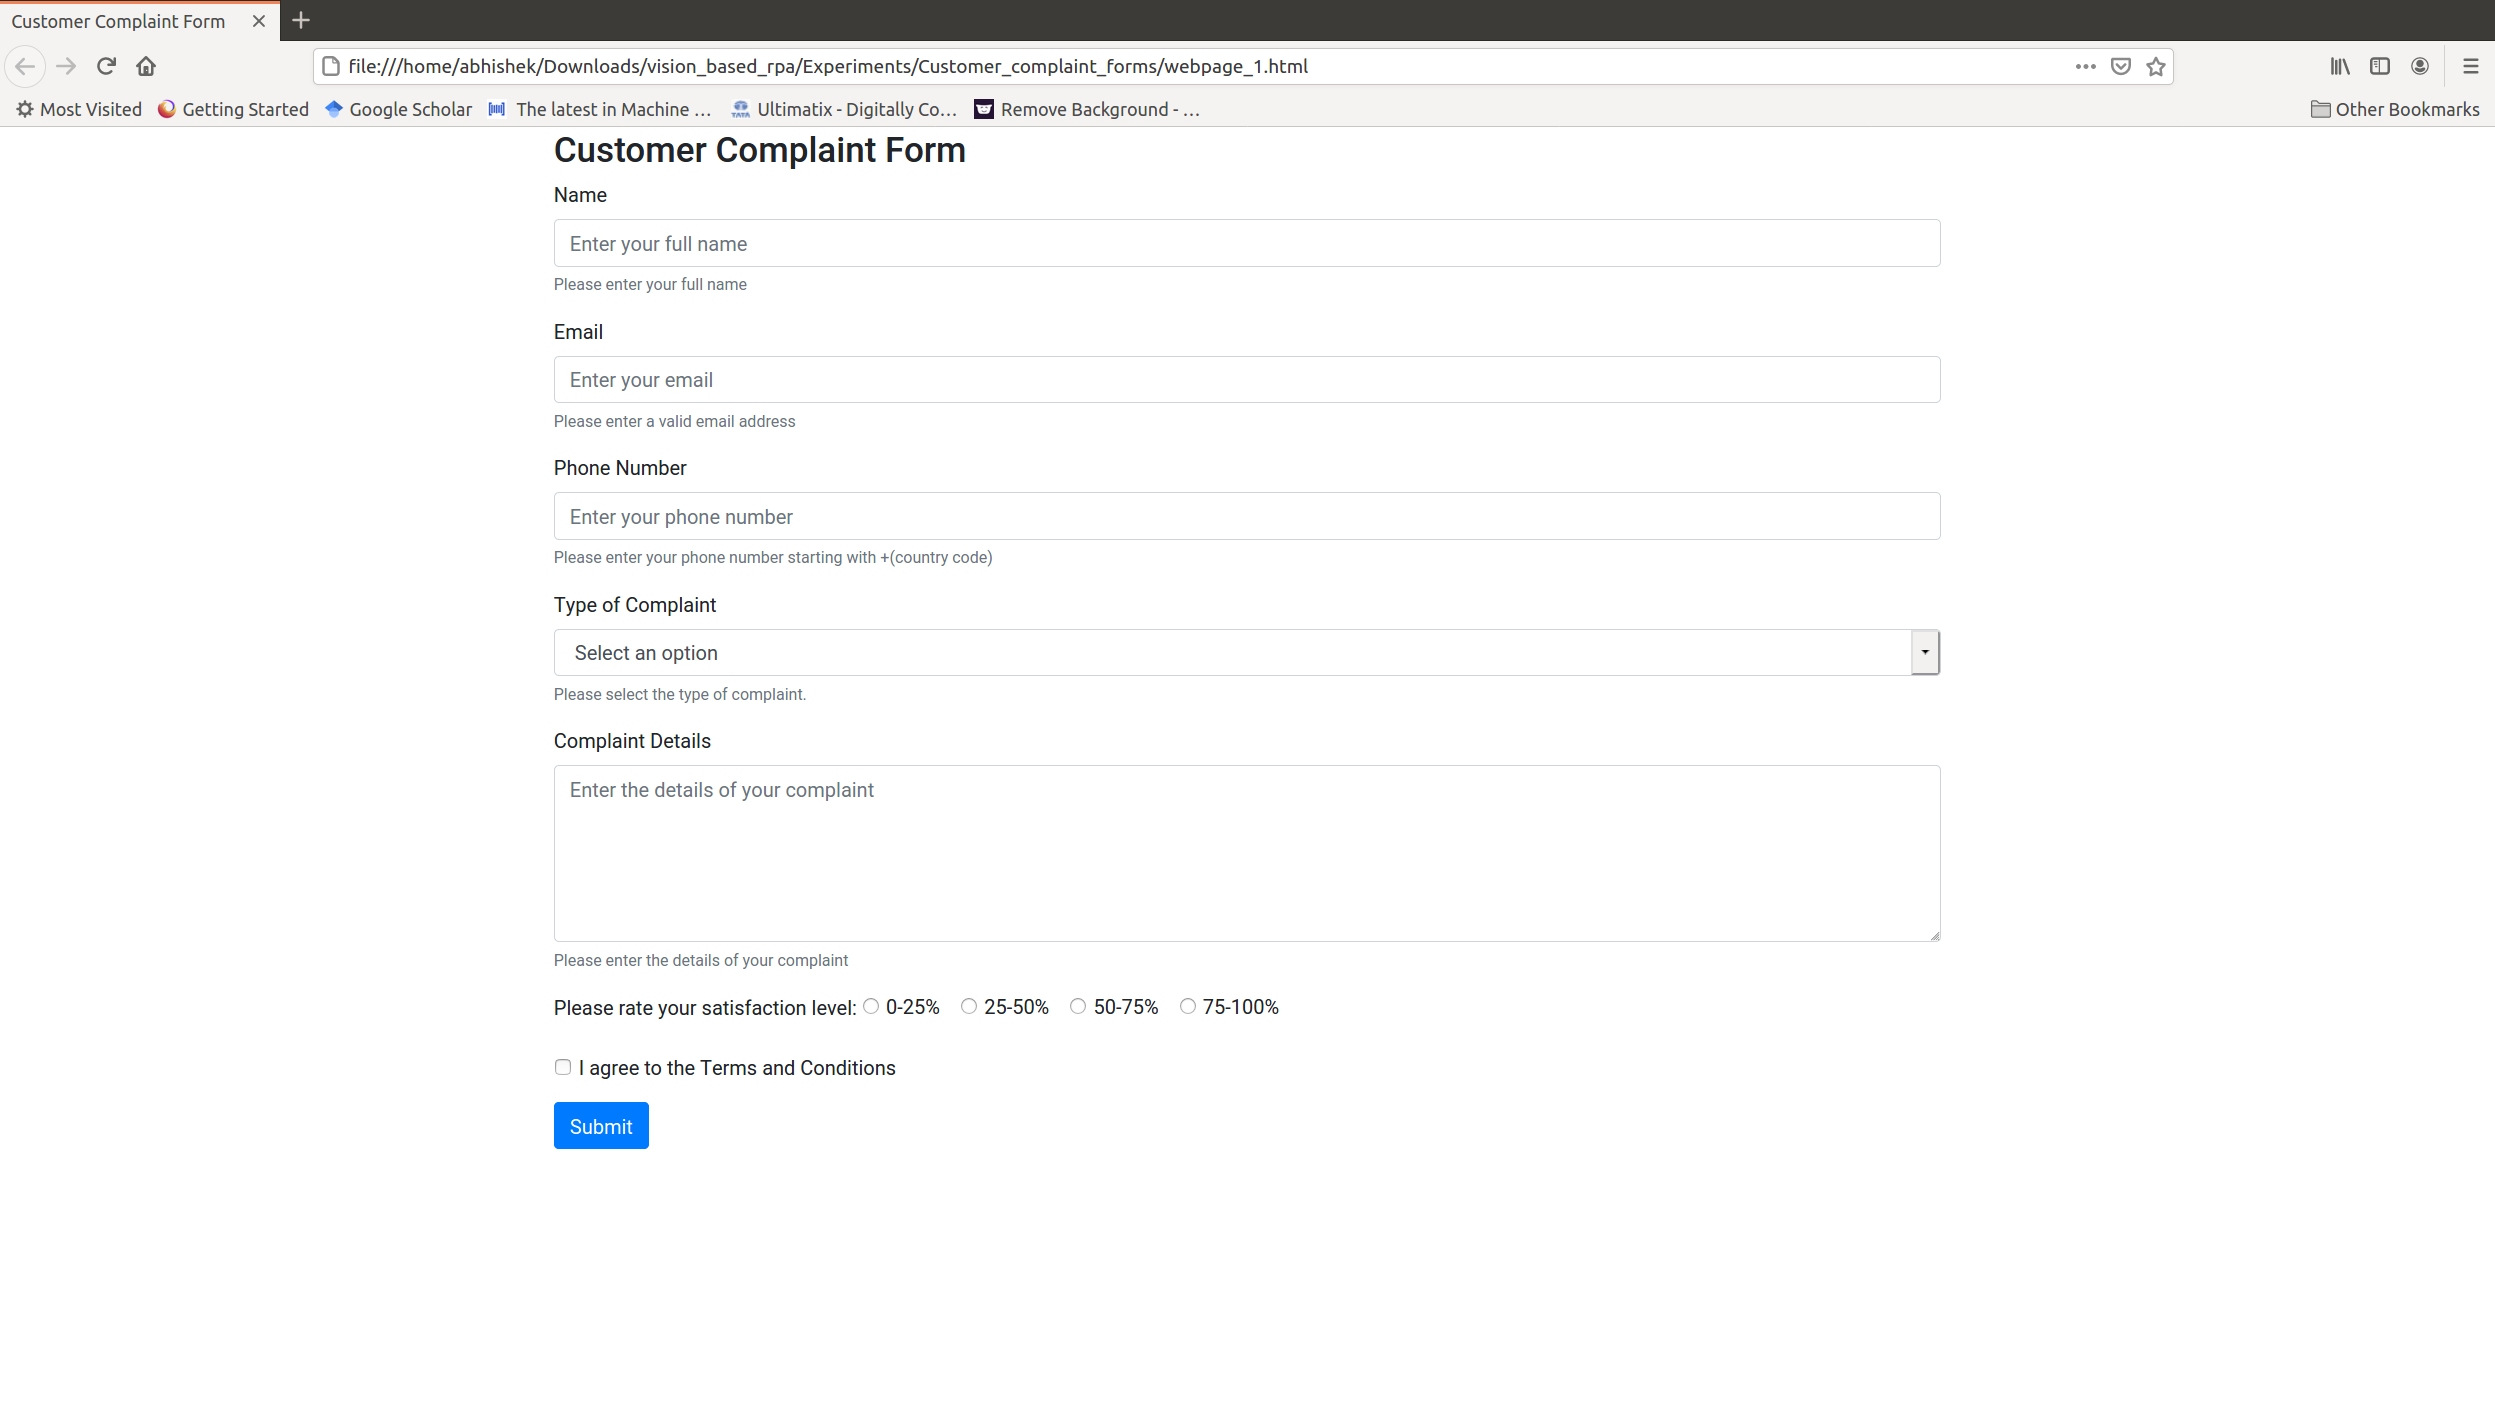 Customer Complaint Form
file:///home/abhishek/Downloads/vision_based_rpa/Experiments/Customer_complaint_forms/webpage_1.html
Most Visited Getting Started Google Scholar The latest in Machine ... TATA Ultimatix - Digitally Co... Remove Background - ... Other Bookmarks
Customer Complaint Form
Name
Enter your full name
Please enter your full name
Email
Enter your email
Please enter a valid email address
Phone Number
Enter your phone number
Please enter your phone number starting with +(country code)
Type of Complaint
Select an option
Please select the type of complaint.
Complaint Details
Enter the details of your complaint
Please enter the details of your complaint
Please rate your satisfaction level: 0-25% 25-50% 50-75% 75-100%
I agree to the Terms and Conditions
Submit